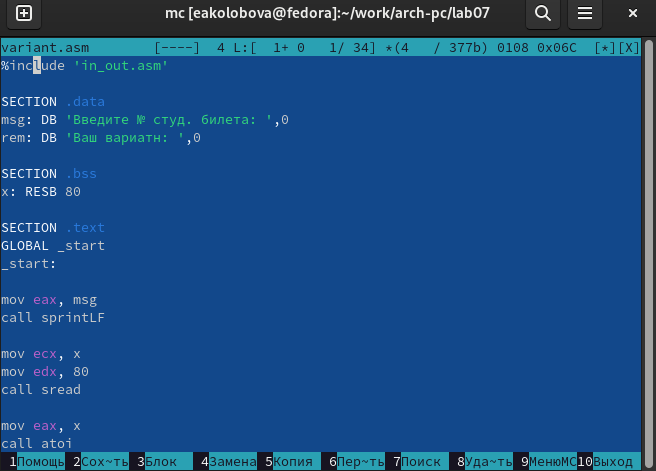 mc [eakolobova@fedora]:~/work/arch-pc/lab07
variant.asm [----] 4 L:[ 1+ 0 1/ 34] *(4 / 377b) 0108 0x06C [*][X]
%include 'in_out.asm'
SECTION .data
msg: DB 'Введите № студ. билета: ',0
rem: DB 'Ваш вариатн: ',0
SECTION .bss
x: RESB 80
SECTION .text
GLOBAL _start
_start:
mov eax, msg
call sprintLF
mov ecx, x
mov edx, 80
call sread
mov eax, x
call atoi
1Помощь 2Сох~ть 3Блок 4Замена 5Копия 6Пер~ть 7Поиск 8Уда~ть 9МенюMC 10Выход